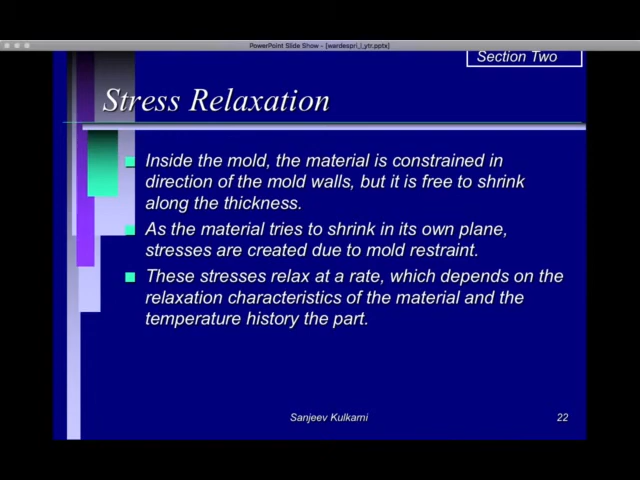 PowerPoint Slide Show - [wardespri_i_ytr.pptx]
Section Two
Stress Relaxation
Inside the mold, the material is constrained in
direction of the mold walls, but it is free to shrink
along the thickness.
As the material tries to shrink in its own plane,
stresses are created due to mold restraint.
These stresses relax at a rate, which depends on the
relaxation characteristics of the material and the
temperature history the part.
Sanjeev Kulkarni
22